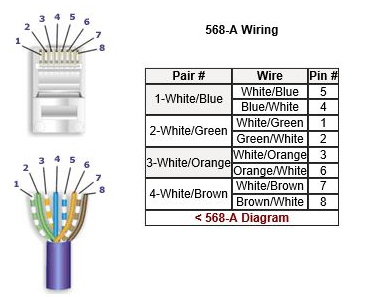 568-A Wiring
1 2 3 4 5 6 7 8
Pair # Wire Pin #
1-White/Blue White/Blue 5
Blue/White 4
2-White/Green White/Green 1
Green/White 2
3-White/Orange White/Orange 3
Orange/White 6
4-White/Brown White/Brown 7
Brown/White 8
< 568-A Diagram
1 2 3 4 5 6 7 8